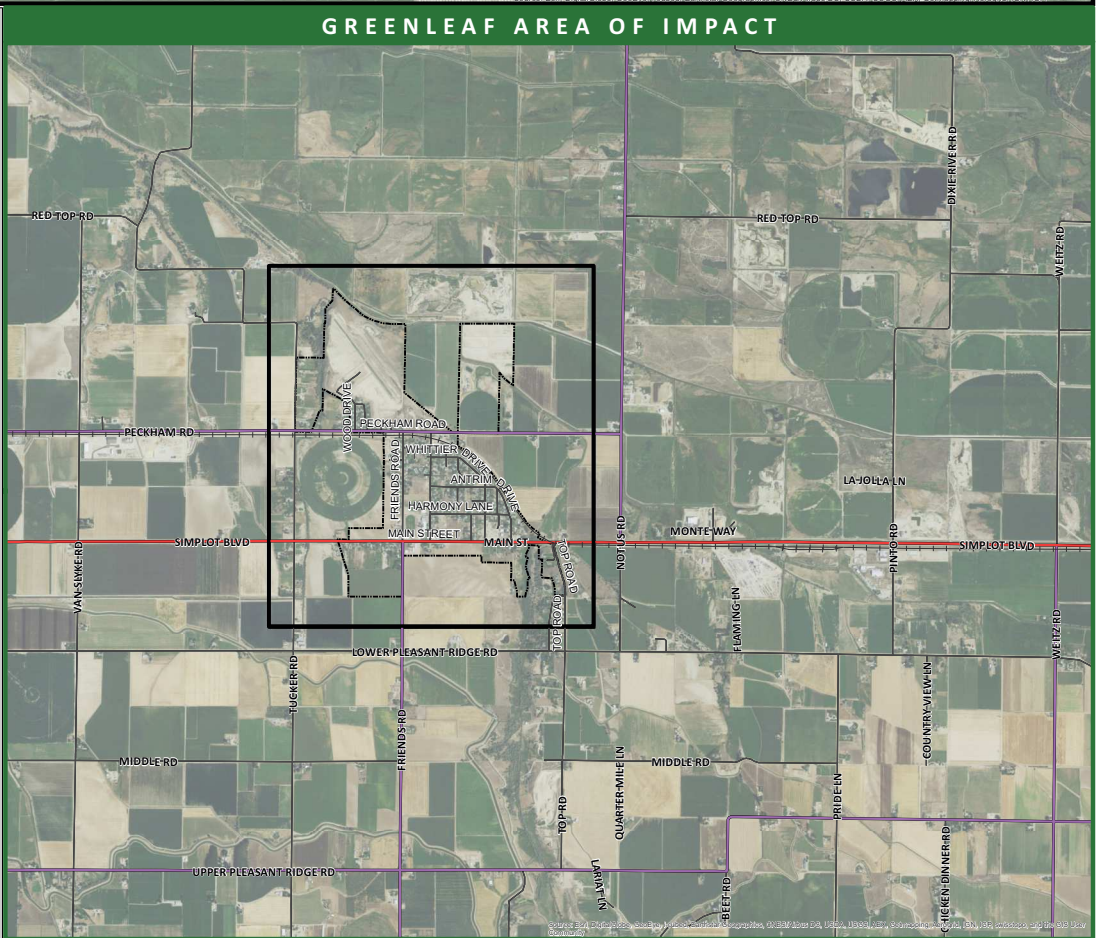 GREENLEAF AREA OF IMPACT
DIXIE RIVER RD
RED TOP RD
RED TOP RD
WEITZ RD
WOOD DRIVE
PECKHAM ROAD
PECKHAM RD
FRIENDS ROAD
WHITTIER
DRIVE
DRIVE
ANTRIM
LA JOLLA LN
HARMONY LANE
MAIN STREET
MONTE WAY
NOTUS RD
PINTO RD
SIMPLOT BLVD
MAIN ST
SIMPLOT BLVD
TOP ROAD
VAN SLYKE RD
FLAMING LN
TOP ROAD
WEITZ RD
LOWER PLEASANT RIDGE RD
TUCKER RD
COUNTRY VIEW LN
FRIENDS RD
MIDDLE RD
MIDDLE RD
QUARTER MILE LN
PRIDE LN
TOP RD
UPPER PLEASANT RIDGE RD
LARIAT LN
BEET RD
CHICKEN DINNER RD
Community